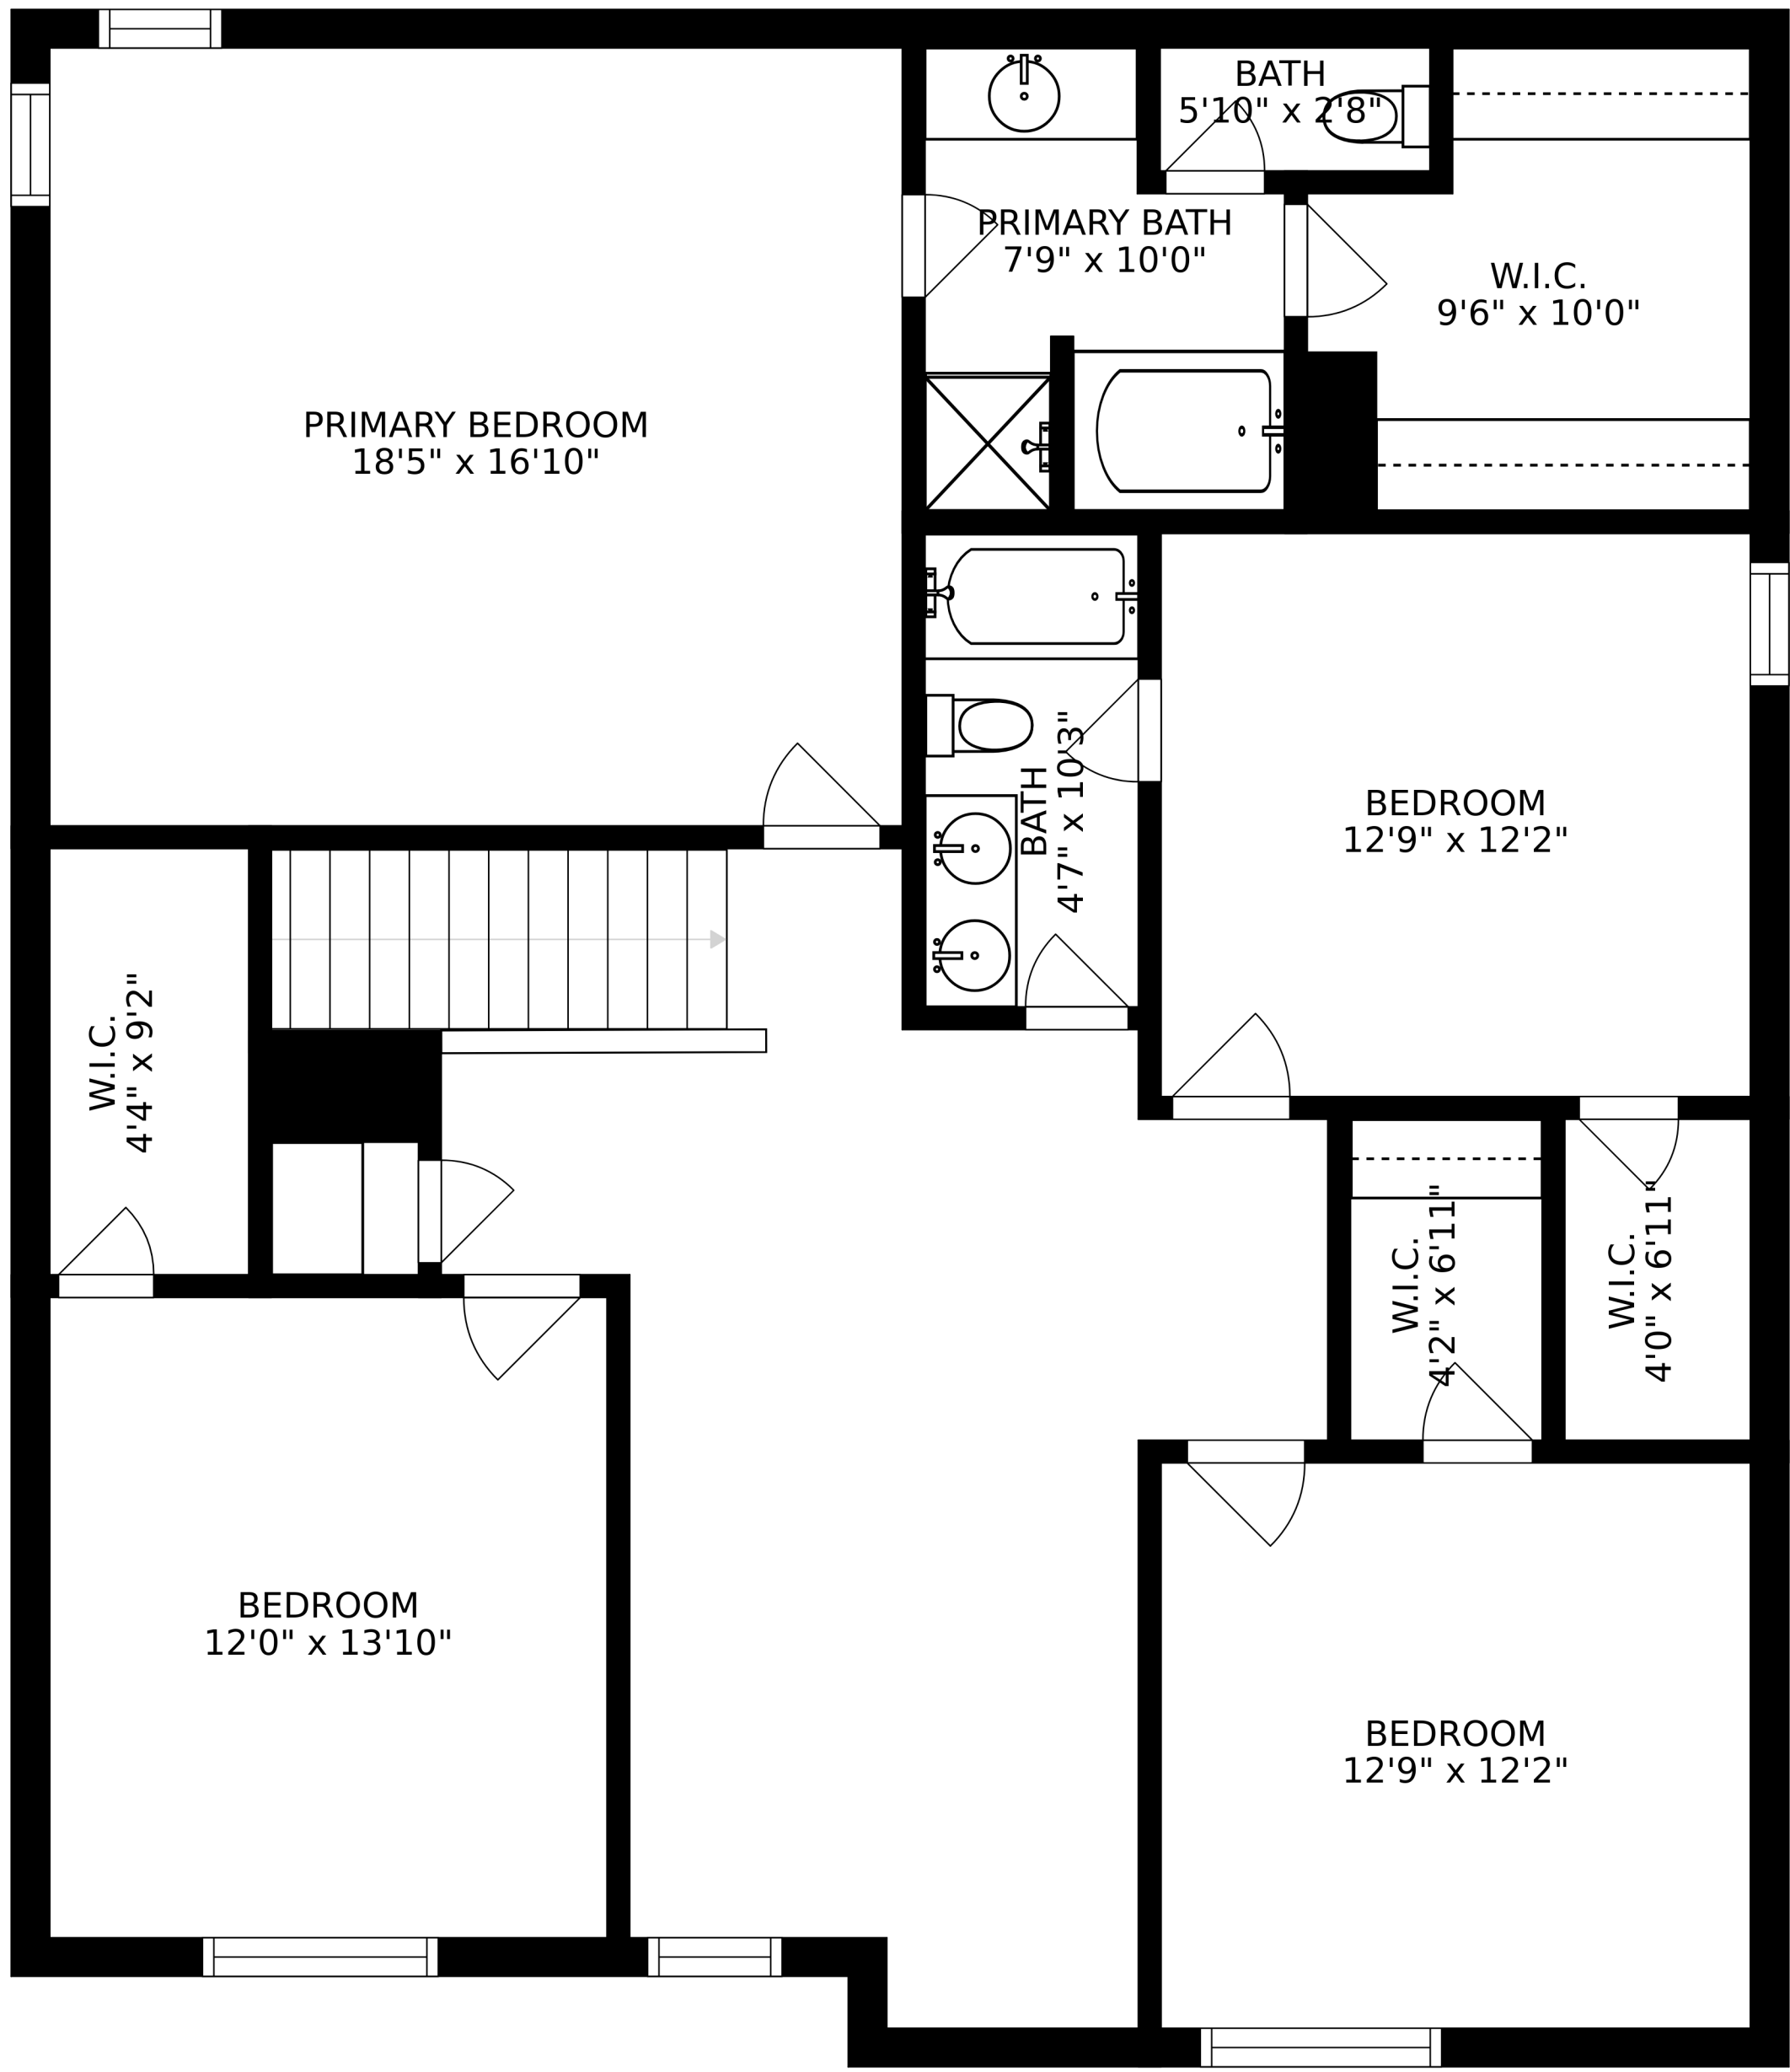 BATH
5'10" x 2'8"
PRIMARY BATH
7'9" x 10'0"
W.I.C.
9'6" x 10'0"
PRIMARY BEDROOM
18'5" x 16'10"
BATH
4'7" x 10'3"
BEDROOM
12'9" x 12'2"
W.I.C.
4'4" x 9'2"
W.I.C.
4'2" x 6'11"
W.I.C.
4'0" x 6'11"
BEDROOM
12'0" x 13'10"
BEDROOM
12'9" x 12'2"